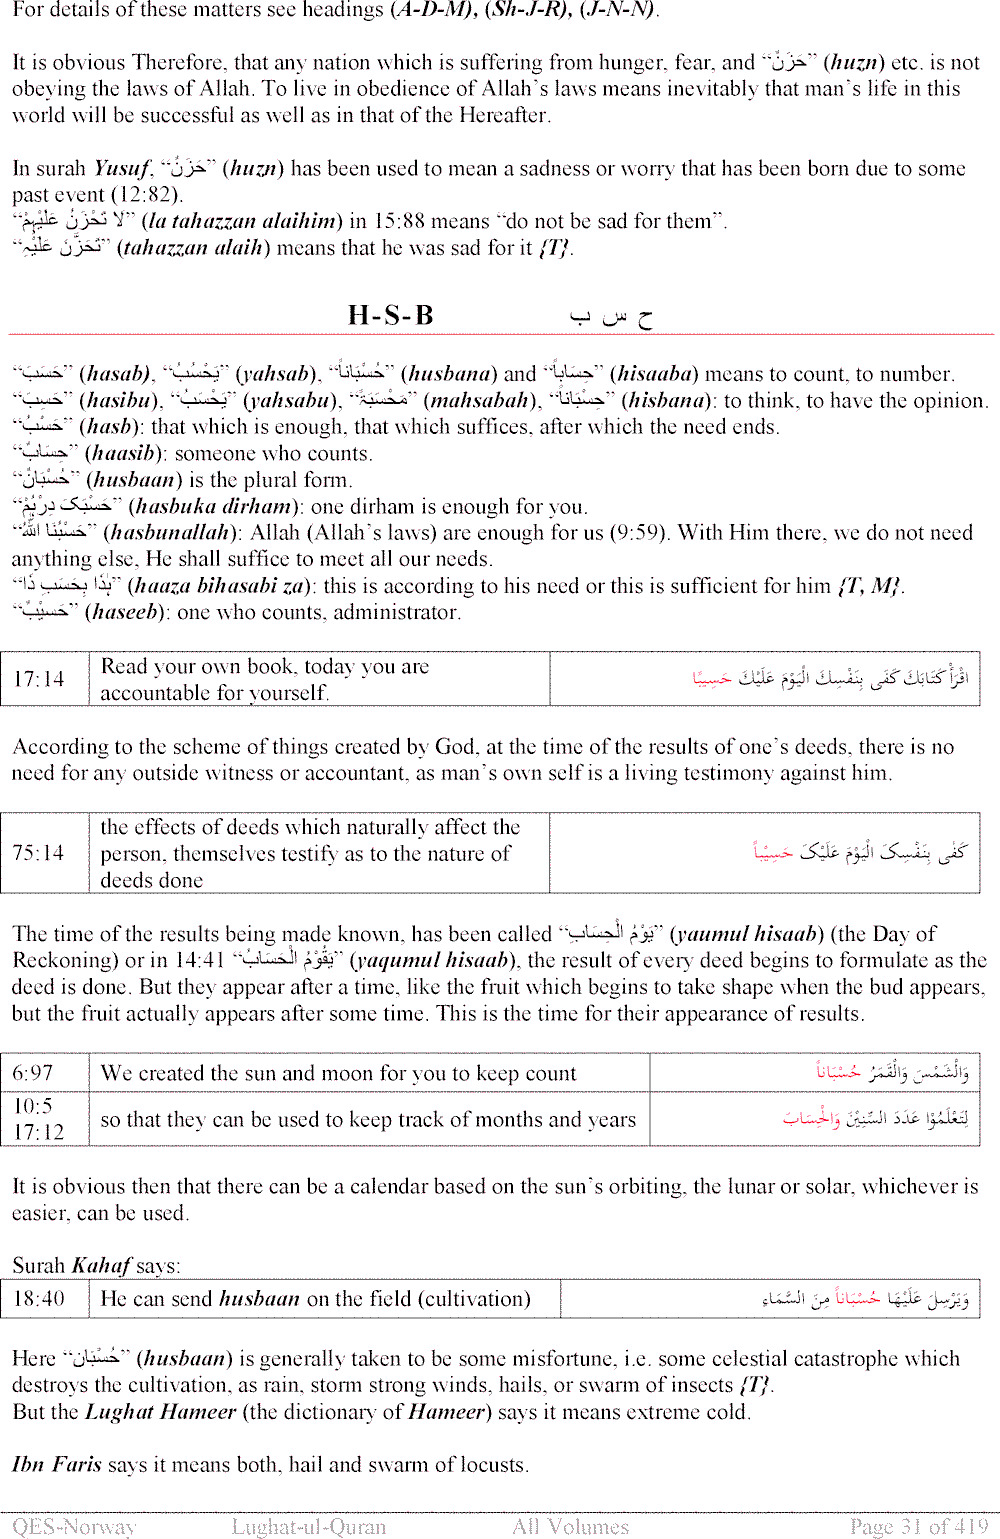 For details of these matters see headings (A-D-M), (Sh-J-R), (J-N-N).
It is obvious Therefore, that any nation which is suffering from hunger, fear, and “حَزَنٌ” (huzn) etc. is not
obeying the laws of Allah. To live in obedience of Allah’s laws means inevitably that man’s life in this
world will be successful as well as in that of the Hereafter.
In surah Yusuf, “حَزَنٌ” (huzn) has been used to mean a sadness or worry that has been born due to some
past event (12:82).
“لَا تَحْزَنْ عَلَيْہِمْ” (la tahazzan alaihim) in 15:88 means “do not be sad for them”.
“تَحَزَّنَ عَلَيْہِ” (tahazzan alaih) means that he was sad for it {T}.
H-S-B ح س ب
“حَسَبَ” (hasab), “يَحْسُبُ” (yahsab), “حُسْبَاناً” (husbana) and “حِسَاباً” (hisaaba) means to count, to number.
“حَسِبَ” (hasibu), “يَحْسَبُ” (yahsabu), “مَحْسَبَۃً” (mahsabah), “حِسْبَاناً” (hisbana): to think, to have the opinion.
“حَسْبٌ” (hasb): that which is enough, that which suffices, after which the need ends.
“حِسَابٌ” (haasib): someone who counts.
“حُسْبَانٌ” (husbaan) is the plural form.
“حَسْبُکَ دِرْہَمٌ” (hasbuka dirham): one dirham is enough for you.
“حَسْبُنَا اللّٰہُ” (hasbunallah): Allah (Allah’s laws) are enough for us (9:59). With Him there, we do not need
anything else, He shall suffice to meet all our needs.
“ہٰذَا بِحَسَبِ ذَا” (haaza bihasabi za): this is according to his need or this is sufficient for him {T, M}.
“حَسِيْبٌ” (haseeb): one who counts, administrator.
17:14 Read your own book, today you are اقْرَأْ كَتَابَكَ كَفَى بِنَفْسِكَ الْيَوْمَ عَلَيْكَ حَسِيبًا
accountable for yourself.
According to the scheme of things created by God, at the time of the results of one’s deeds, there is no
need for any outside witness or accountant, as man’s own self is a living testimony against him.
the effects of deeds which naturally affect the
75:14 person, themselves testify as to the nature of کَفٰی بِنَفْسِکَ الْيَوْمَ عَلَيْکَ حَسِيْباً
deeds done
The time of the results being made known, has been called “يَوْمُ الْحِسَابِ” (yaumul hisaab) (the Day of
Reckoning) or in 14:41 “يَقُوْمُ الْحِسَابُ” (yaqumul hisaab), the result of every deed begins to formulate as the
deed is done. But they appear after a time, like the fruit which begins to take shape when the bud appears,
but the fruit actually appears after some time. This is the time for their appearance of results.
6:97 We created the sun and moon for you to keep count وَالْشَمْسَ وَالْقَمَرُ حُسْبَاناً
10:5
17:12 so that they can be used to keep track of months and years لِتَعْلَمُوْا عَدَدَ السِّنِيْنَ وَالْحِسَابَ
It is obvious then that there can be a calendar based on the sun’s orbiting, the lunar or solar, whichever is
easier, can be used.
Surah Kahaf says:
18:40 He can send husbaan on the field (cultivation) وَيُرْسِلَ عَلَيْهَا حُسْبَاناً مِنَ السَّمَاءِ
Here “حُسْبَان” (husbaan) is generally taken to be some misfortune, i.e. some celestial catastrophe which
destroys the cultivation, as rain, storm strong winds, hails, or swarm of insects {T}.
But the Lughat Hameer (the dictionary of Hameer) says it means extreme cold.
Ibn Faris says it means both, hail and swarm of locusts.
QES-Norway Lughat-ul-Quran All Volumes Page 31 of 419